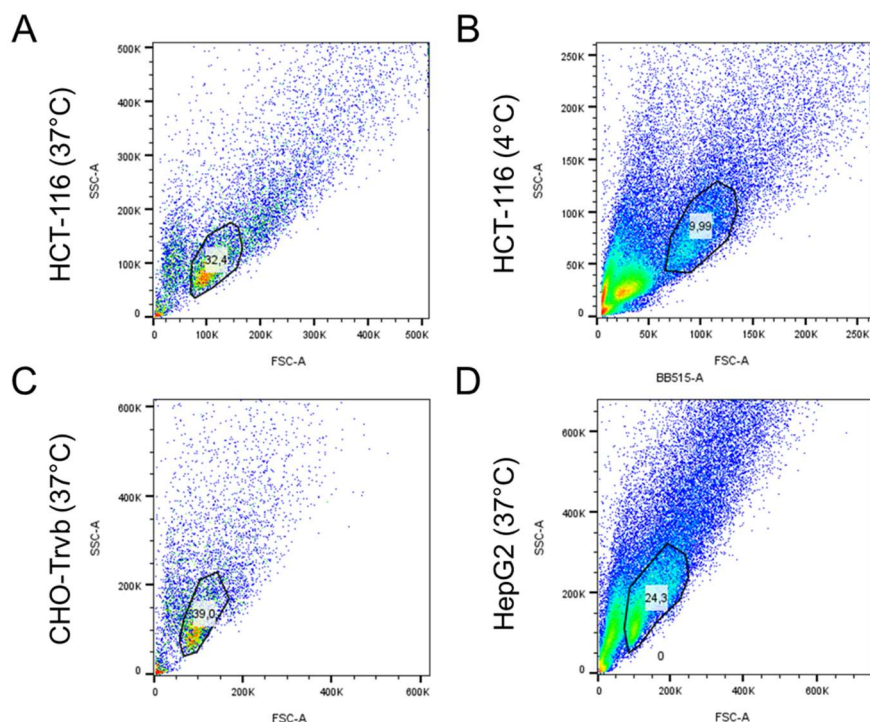 A
HCT-116 (37°C)
SSC-A
500K
400K
300K
200K
100K
0
32,4
0
100K
200K
300K
400K
500K
FSC-A
B
HCT-116 (4°C)
SSC-A
250K
200K
150K
100K
50K
0
9,99
0
50K
100K
150K
200K
250K
FSC-A
C
CHO-Trvb (37°C)
SSC-A
600K
400K
200K
0
39,0
0
200K
400K
600K
FSC-A
BB515-A
D
HepG2 (37°C)
SSC-A
600K
400K
200K
0
24,3
0
0
200K
400K
600K
FSC-A